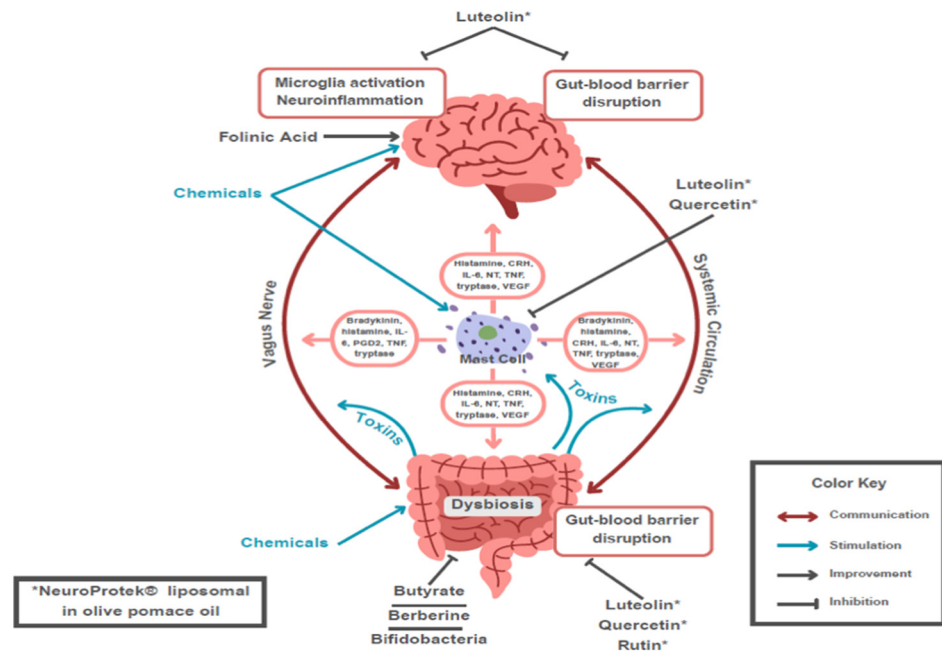 Luteolin*
Microglia activation
Neuroinflammation
Gut-blood barrier
disruption
Folinic Acid
Chemicals
Luteolin*
Quercetin*
Histamine, CRH,
IL-6, NT, TNF,
tryptase, VEGF
Vagus Nerve
Systemic Circulation
Bradykinin,
histamine, IL-
6, PGD2, TNF,
tryptase
Mast Cell
Bradykinin,
histamine,
CRH, IL-6, NT,
TNF, tryptase,
VEGF
Histamine, CRH,
IL-6, NT, TNF,
tryptase, VEGF
Toxins
Toxins
Dysbiosis
Gut-blood barrier
disruption
Chemicals
Butyrate
Berberine
Bifidobacteria
Luteolin*
Quercetin*
Rutin*
*NeuroProtek® liposomal
in olive pomace oil
Color Key
Communication
Stimulation
Improvement
Inhibition